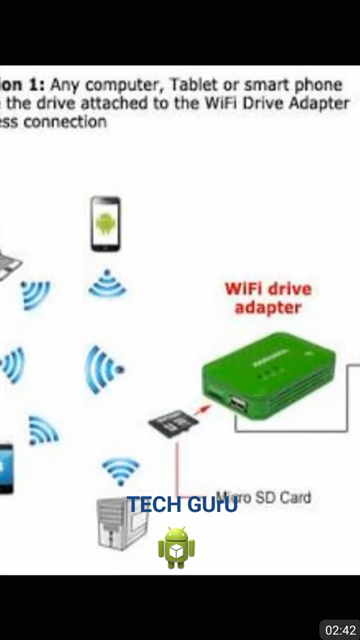 ion 1: Any computer, Tablet or smart phone
the drive attached to the WiFi Drive Adapter
ess connection
WiFi drive
adapter
Micro SD Card
TECH GUrU
02:42